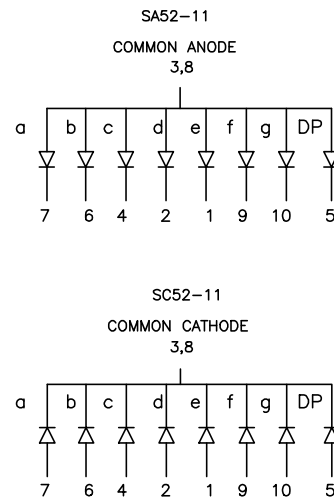 SA52-11
COMMON ANODE
3,8
a b c d e f g DP
7 6 4 2 1 9 10 5
SC52-11
COMMON CATHODE
3,8
a b c d e f g DP
7 6 4 2 1 9 10 5